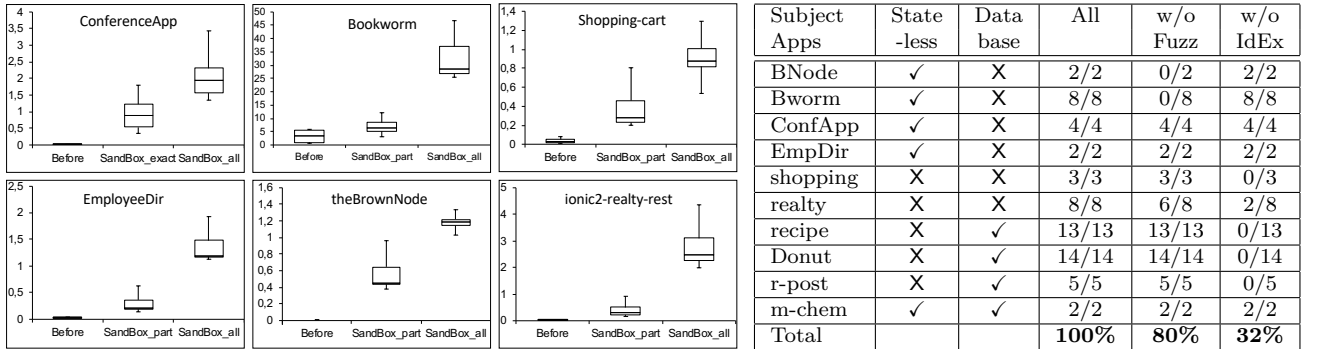 ConferenceApp
4
3,5
3
2,5
2
1,5
1
0,5
0
Before SandBox_exact SandBox_all
Bookworm
50
45
40
35
30
25
20
15
10
5
0
Before SandBox_part SandBox_all
Shopping-cart
1,4
1,2
1
0,8
0,6
0,4
0,2
0
Before SandBox_part SandBox_all
EmployeeDir
2,5
2
1,5
1
0,5
0
Before SandBox_part SandBox_all
theBrownNode
1,6
1,4
1,2
1
0,8
0,6
0,4
0,2
0
Before SandBox_part SandBox_all
ionic2-realty-rest
5
4
3
2
1
0
Before SandBox_part SandBox_all
Subject State Data All w/o w/o
Apps -less base Fuzz IdEx
BNode ✓ X 2/2 0/2 2/2
Bworm ✓ X 8/8 0/8 8/8
ConfApp ✓ X 4/4 4/4 4/4
EmpDir ✓ X 2/2 2/2 2/2
shopping X X 3/3 3/3 0/3
realty X X 8/8 6/8 2/8
recipe X ✓ 13/13 13/13 0/13
Donut X ✓ 14/14 14/14 0/14
r-post X ✓ 5/5 5/5 0/5
m-chem ✓ ✓ 2/2 2/2 2/2
Total 100% 80% 32%